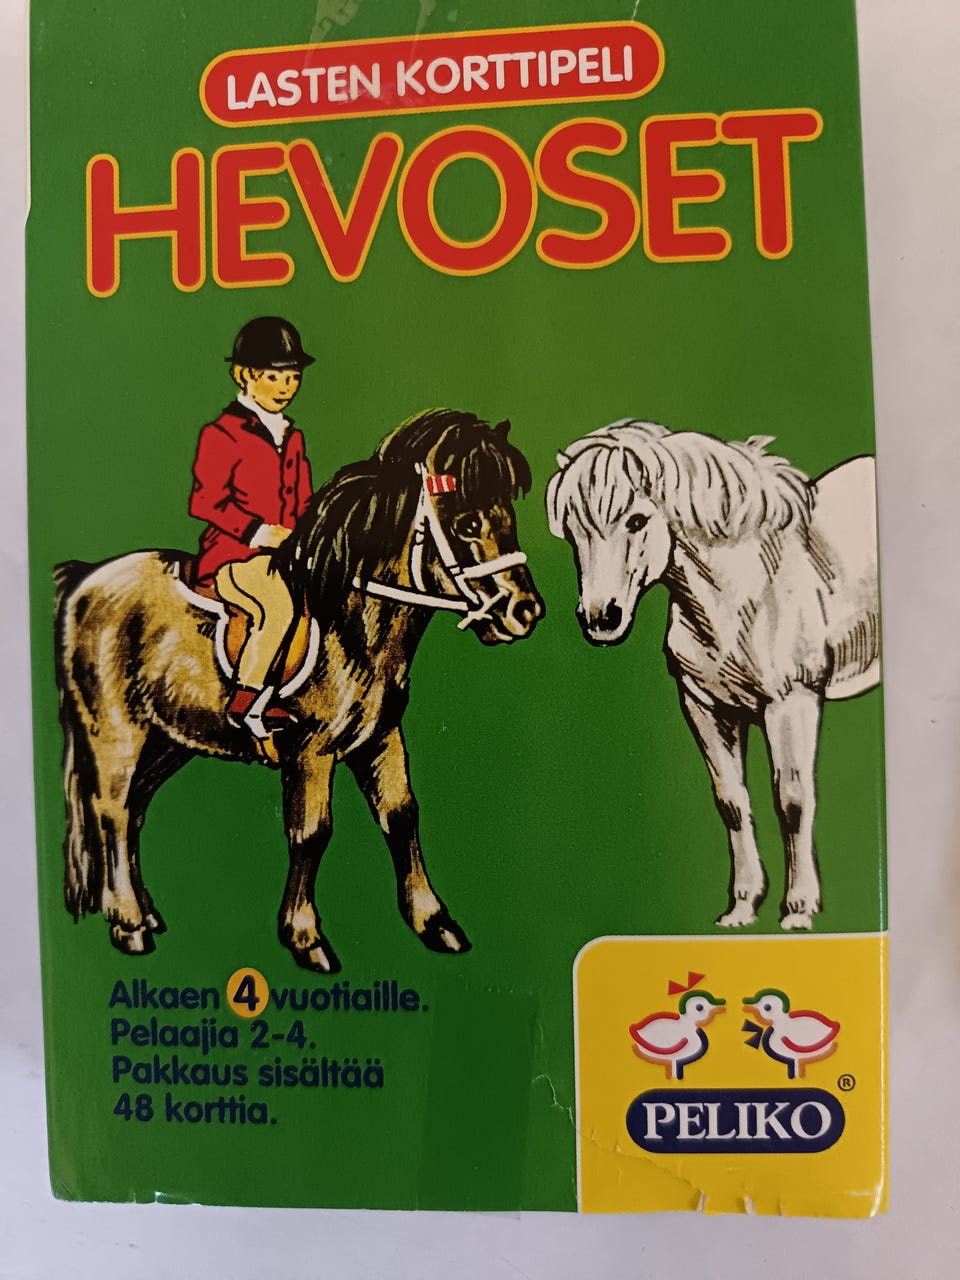 LASTEN KORTTIPELI
HEVOSET
Alkaen 4 vuotiaille.
Pelaajia 2-4.
Pakkaus sisältää
48 korttia.
PELIKO ®